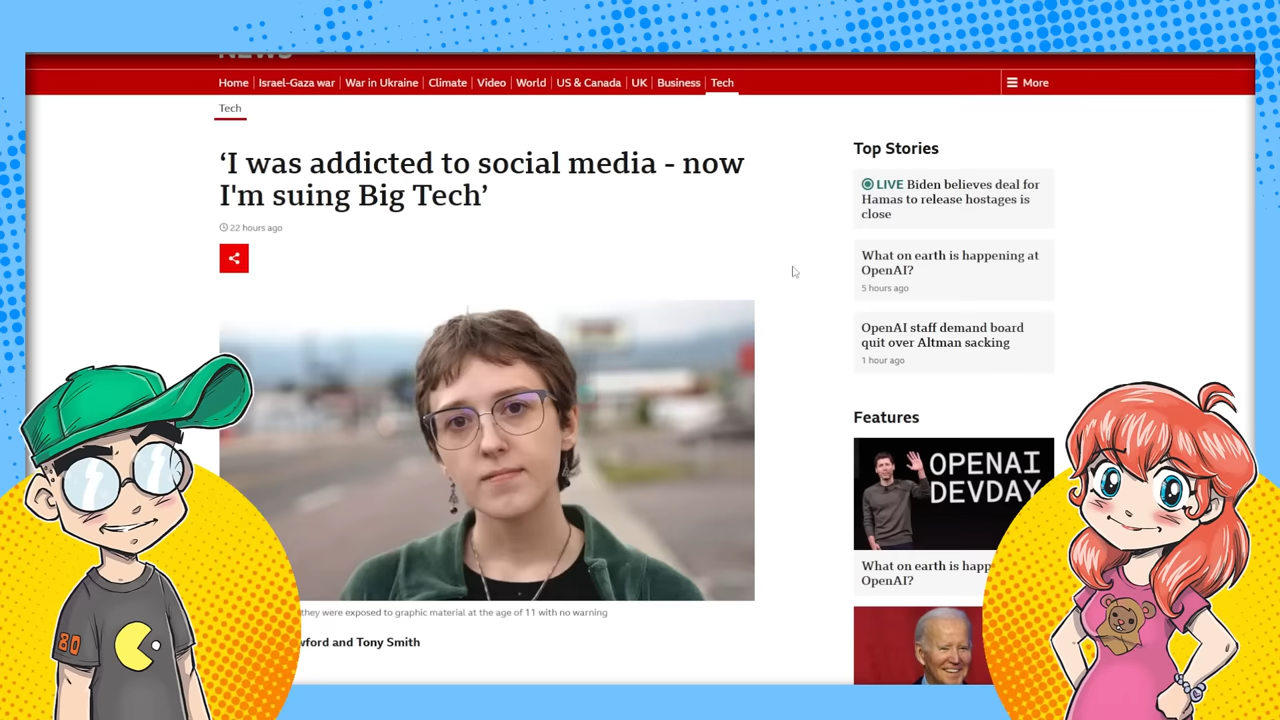 NEWS
Home
Israel-Gaza war
War in Ukraine
Climate
Video
World
US & Canada
UK
Business
Tech
More
Tech
‘I was addicted to social media - now
I'm suing Big Tech’
22 hours ago
they were exposed to graphic material at the age of 11 with no warning
and Tony Smith
Top Stories
LIVE Biden believes deal for
Hamas to release hostages is
close
What on earth is happening at
OpenAI?
5 hours ago
OpenAI staff demand board
quit over Altman sacking
1 hour ago
Features
OPENAI
DEVDAY
What on earth is
OpenAI?
80